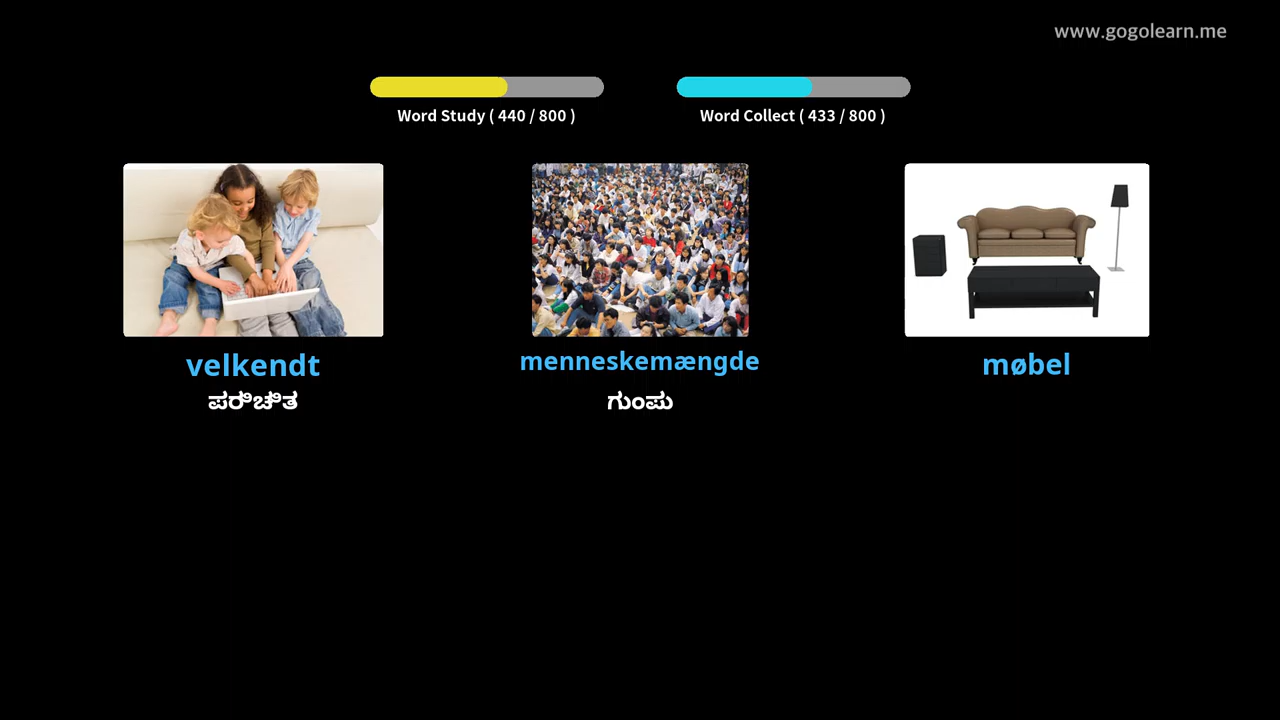 www.gogolearn.me
Word Study ( 440 / 800 )
Word Collect ( 433 / 800 )
velkendt
menneskemængde
møbel
ಪರಿಚಿತ
ಗುಂಪು